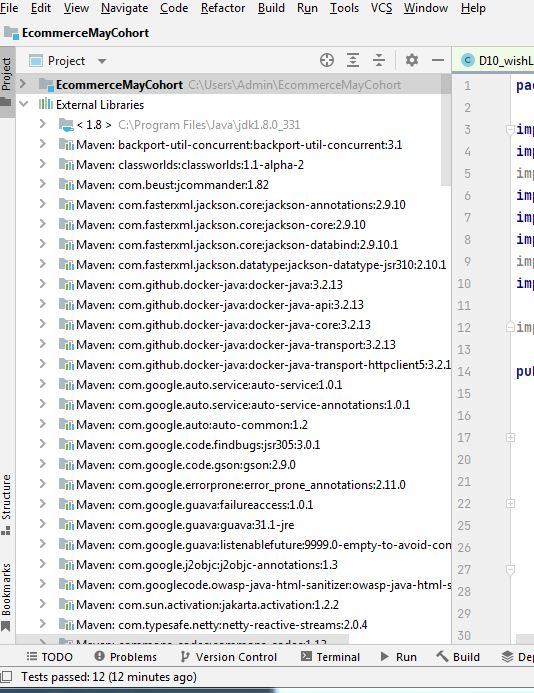 File Edit View Navigate Code Refactor Build Run Tools VCS Window Help
EcommerceMayCohort
Project
Project
D10_wishL
EcommerceMayCohort C:\Users\Admin\EcommerceMayCohort
External Libraries
< 1.8 > C:\Program Files\Java\jdk1.8.0_331
Maven: backport-util-concurrent:backport-util-concurrent:3.1
Maven: classworlds:classworlds:1.1-alpha-2
Maven: com.beust:jcommander:1.82
Maven: com.fasterxml.jackson.core:jackson-annotations:2.9.10
Maven: com.fasterxml.jackson.core:jackson-core:2.9.10
Maven: com.fasterxml.jackson.core:jackson-databind:2.9.10.1
Maven: com.fasterxml.jackson.datatype:jackson-datatype-jsr310:2.10.1
Maven: com.github.docker-java:docker-java:3.2.13
Maven: com.github.docker-java:docker-java-api:3.2.13
Maven: com.github.docker-java:docker-java-core:3.2.13
Maven: com.github.docker-java:docker-java-transport:3.2.13
Maven: com.github.docker-java:docker-java-transport-httpclient5:3.2.1
Maven: com.google.auto.service:auto-service:1.0.1
Maven: com.google.auto.service:auto-service-annotations:1.0.1
Maven: com.google.auto:auto-common:1.2
Maven: com.google.code.findbugs:jsr305:3.0.1
Maven: com.google.code.gson:gson:2.9.0
Maven: com.google.errorprone:error_prone_annotations:2.11.0
Maven: com.google.guava:failureaccess:1.0.1
Maven: com.google.guava:guava:31.1-jre
Maven: com.google.guava:listenablefuture:9999.0-empty-to-avoid-con
Maven: com.google.j2objc:j2objc-annotations:1.3
Maven: com.googlecode.owasp-java-html-sanitizer:owasp-java-html-s
Maven: com.sun.activation:jakarta.activation:1.2.2
Maven: com.typesafe.netty:netty-reactive-streams:2.0.4
1 pac
2
3 imp
4 imp
5 imp
6 imp
7 imp
8 imp
9 imp
10 imp
11
12 imp
13
14 pub
15
16
17
20
21
22
25
26
27
28
29
30
Structure
Bookmarks
TODO Problems Version Control Terminal Run Build De
Tests passed: 12 (12 minutes ago)